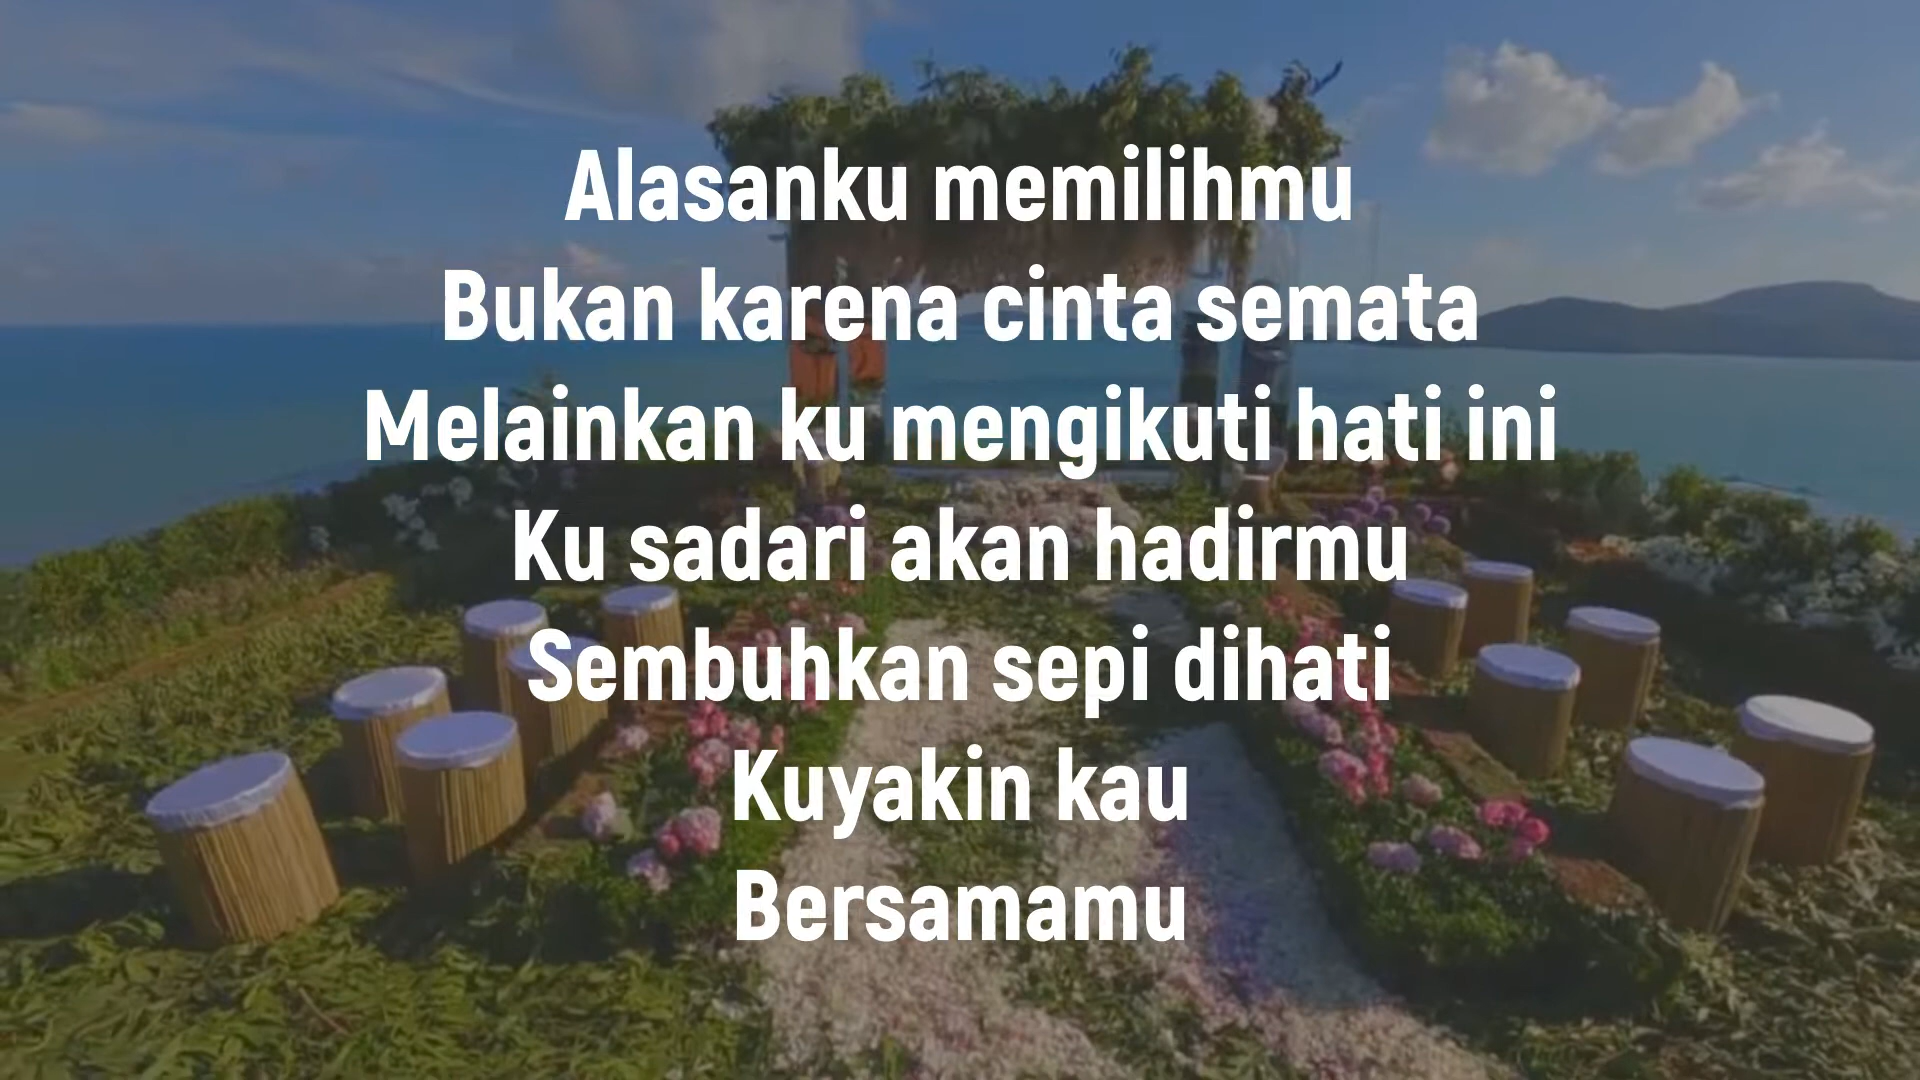 Alasanku memilihmu
Bukan karena cinta semata
Melainkan ku mengikuti hati ini
Ku sadari akan hadirmu
Sembuhkan sepi dihati
Kuyakin kau
Bersamamu